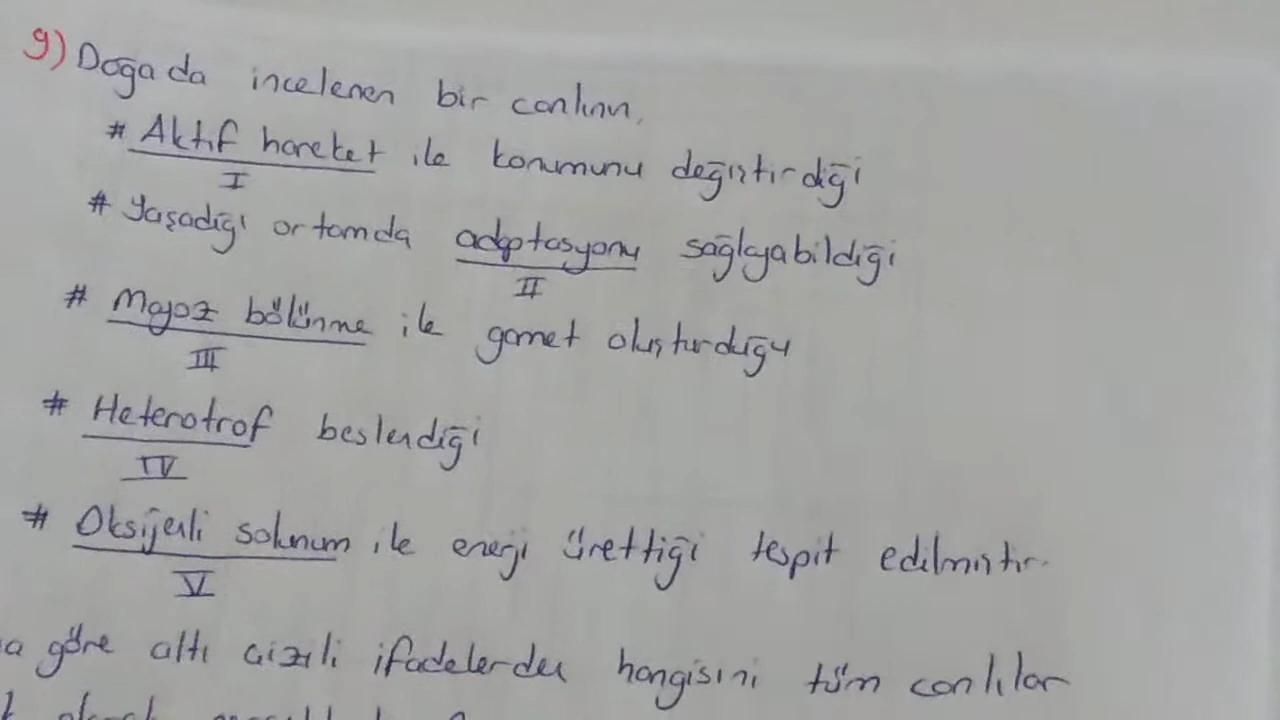 9) Doğada incelenen bir canlının,
# Aktif hareket ile konumunu değiştirdiği
I
# Yaşadığı ortamda adaptasyonu sağlayabildiği
II
# Mayoz bölünme ile gamet oluşturduğu
III
# Heterotrof beslendiği
IV
# Oksijenli solunum ile enerji ürettiği tespit edilmiştir.
V
göre altı çizili ifadelerden hangisini tüm canlılar